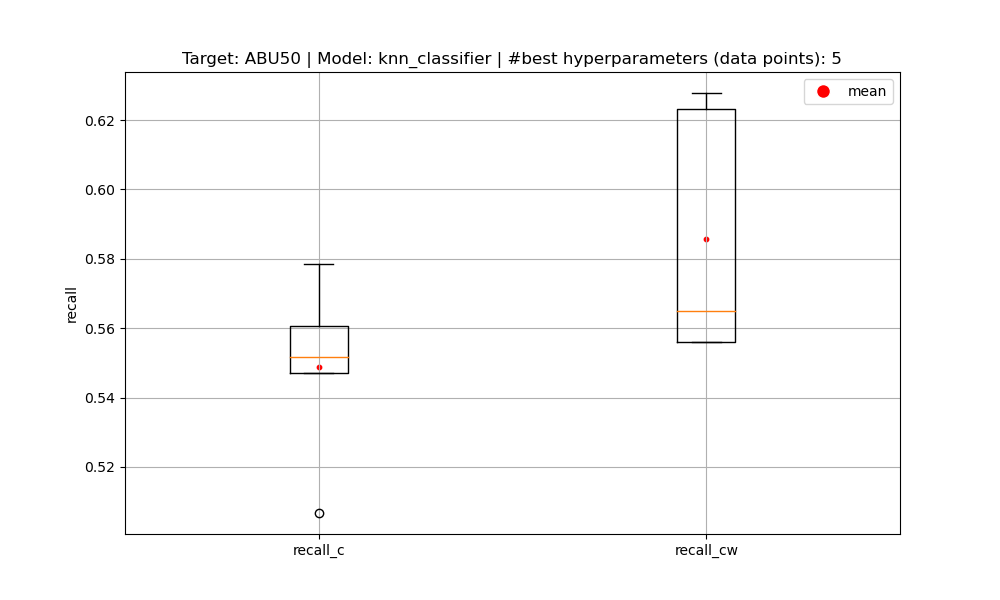 Target: ABU50 | Model: knn_classifier | #best hyperparameters (data points): 5
mean
0.62
0.60
0.58
0.56
0.54
0.52
recall
recall_c
recall_cw